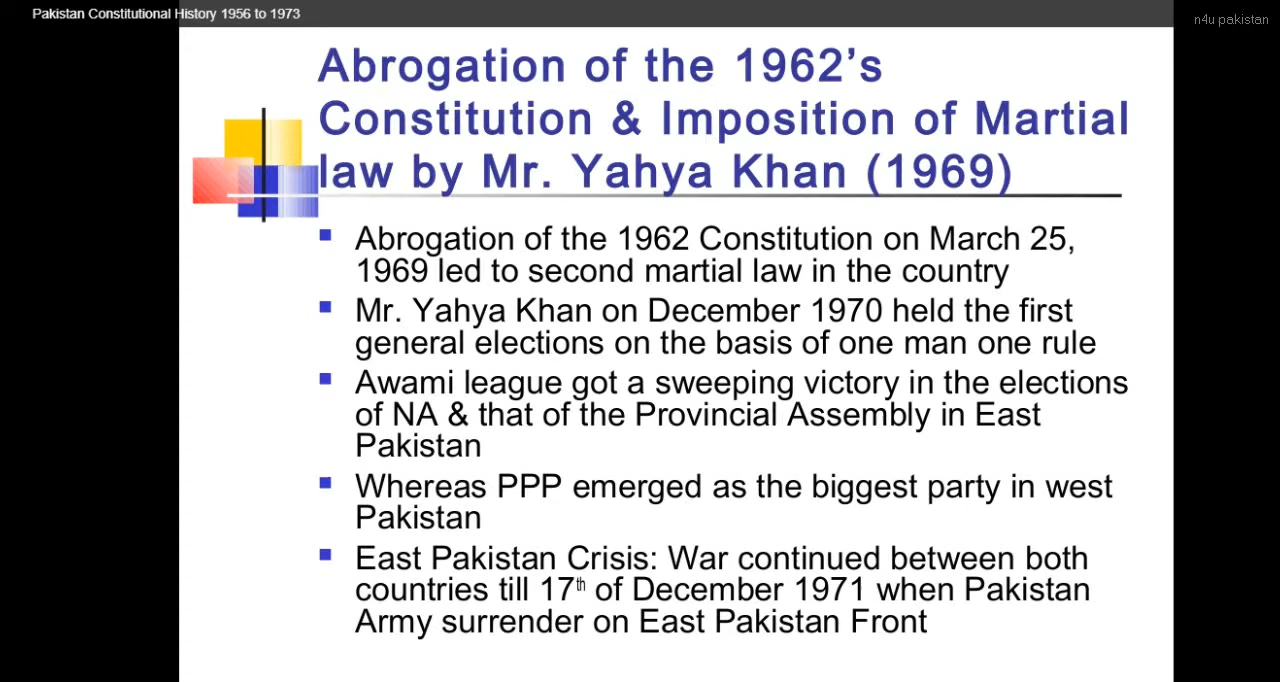 Pakistan Constitutional History 1956 to 1973
n4u pakistan
Abrogation of the 1962’s
Constitution & Imposition of Martial
law by Mr. Yahya Khan (1969)
Abrogation of the 1962 Constitution on March 25,
1969 led to second martial law in the country
Mr. Yahya Khan on December 1970 held the first
general elections on the basis of one man one rule
Awami league got a sweeping victory in the elections
of NA & that of the Provincial Assembly in East
Pakistan
Whereas PPP emerged as the biggest party in west
Pakistan
East Pakistan Crisis: War continued between both
countries till 17th of December 1971 when Pakistan
Army surrender on East Pakistan Front